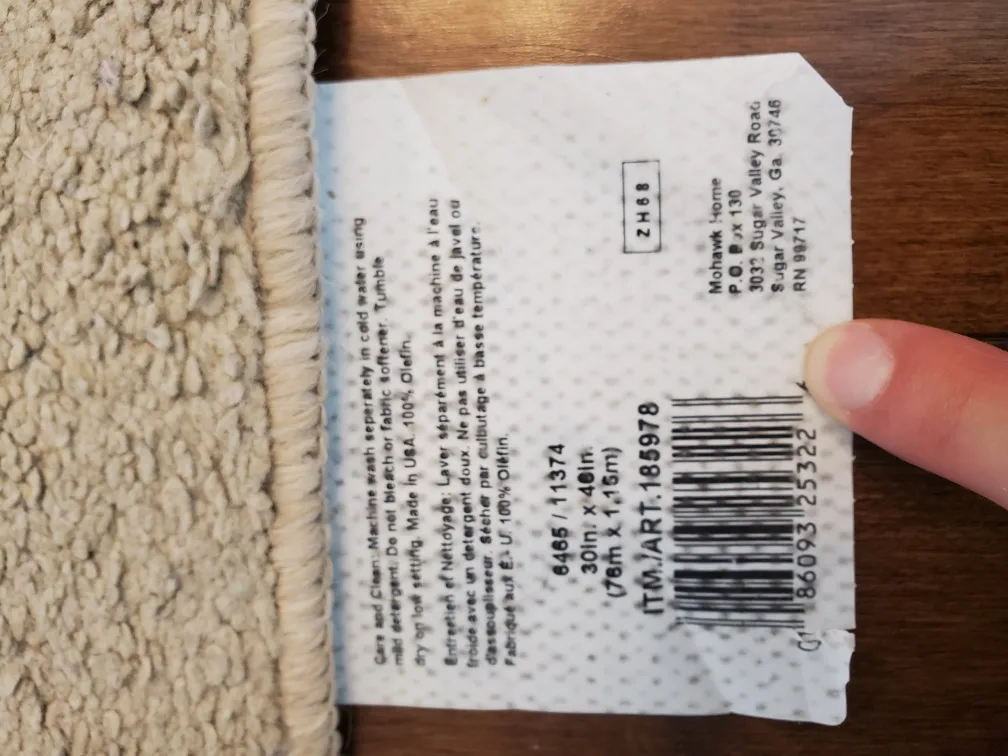 Care and Clean: Machine wash seperately in cold water using
mild detergent. Do not bleach or fabric softener. Tumble
dry on low setting. Made in USA. 100% Olefin.
Entretien et Nettoyage: Laver séparément à la machine à l'eau
froide avec un detergent doux. Ne pas utiliser d'eau de javel ou
d'assouplisseur. Sécher par culbutage à basse température.
Fabriqué aux É.-U. 100% Oléfin.
6465 / 11374
30in. x 46in.
(76m x 1,16m)
ITM./ART.185978
86093 25322
ZH68
Mohawk Home
P.O. Box 130
3032 Sugar Valley Road
Sugar Valley, Ga. 30746
RN 99717